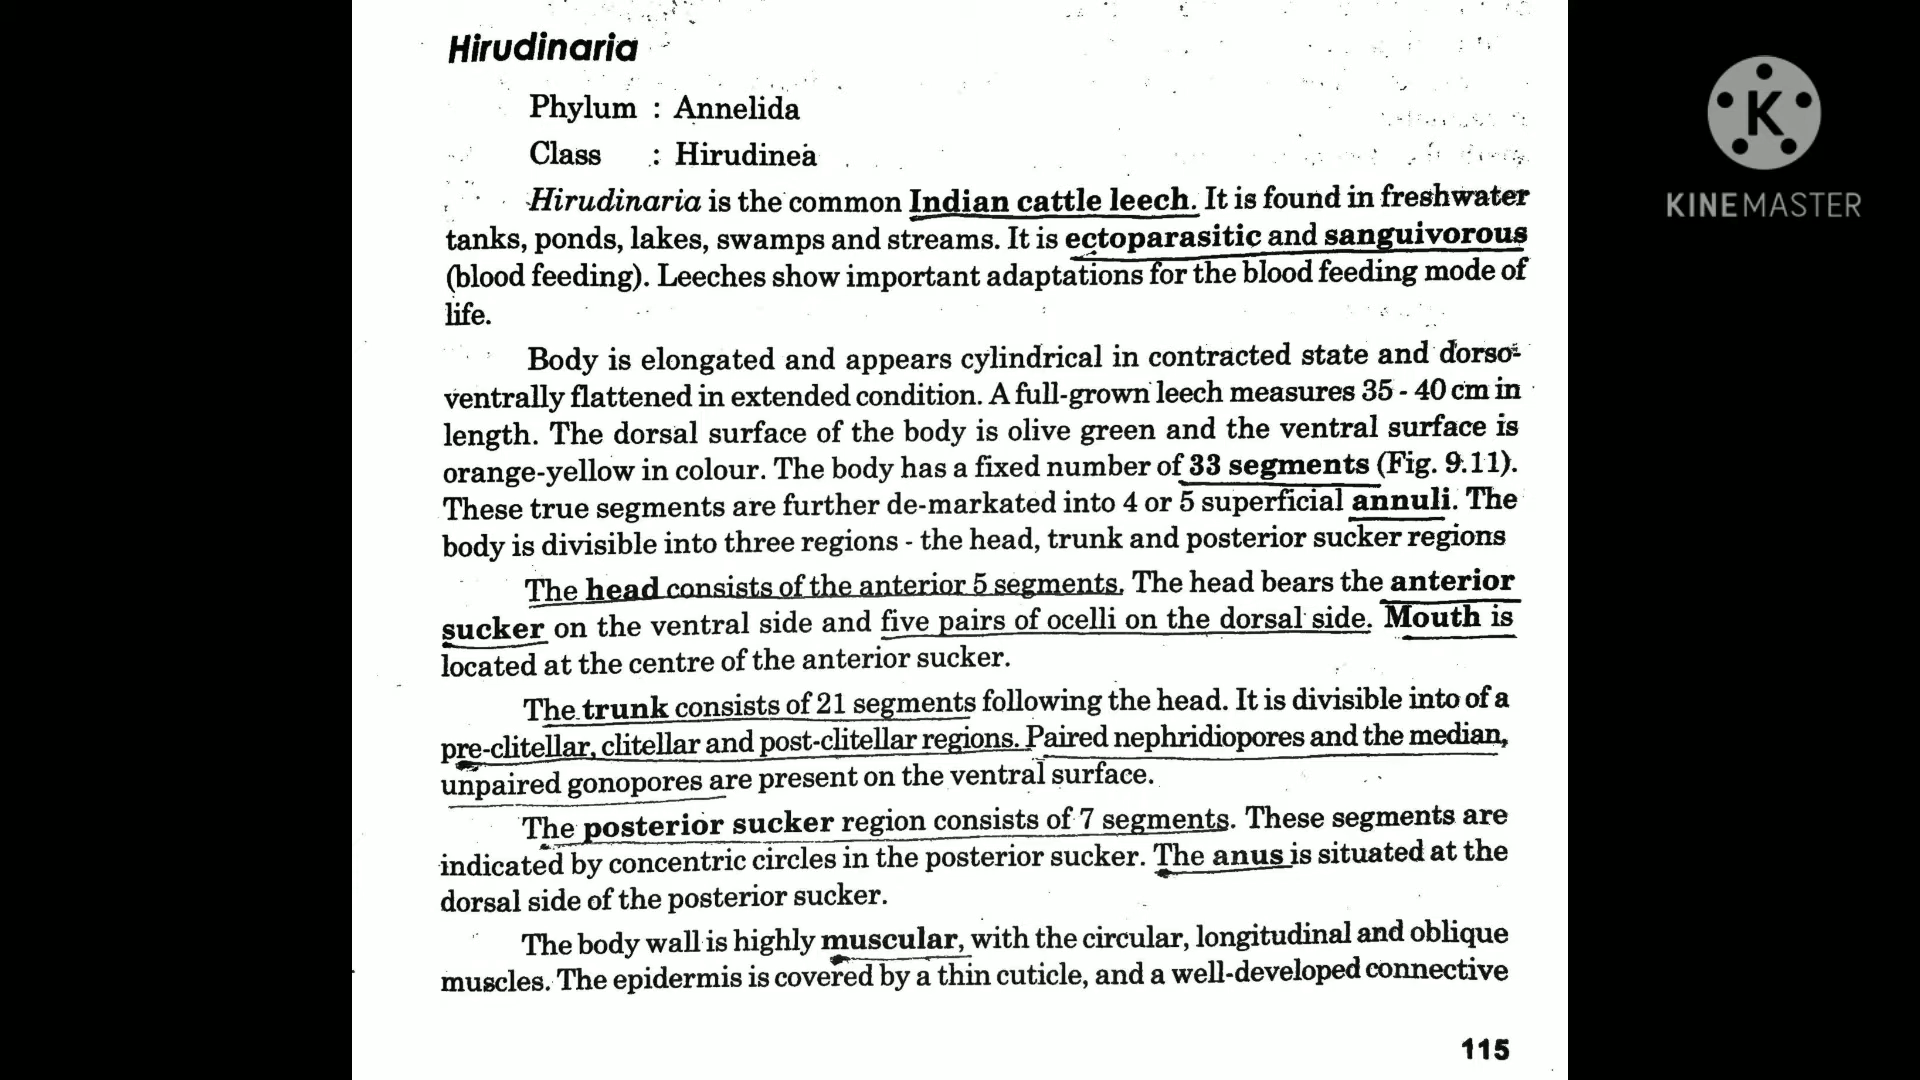 Hirudinaria
Phylum : Annelida
Class : Hirudinea
Hirudinaria is the common Indian cattle leech. It is found in freshwater
tanks, ponds, lakes, swamps and streams. It is ectoparasitic and sanguivorous
(blood feeding). Leeches show important adaptations for the blood feeding mode of
life.
Body is elongated and appears cylindrical in contracted state and dorso-
ventrally flattened in extended condition. A full-grown leech measures 35 - 40 cm in
length. The dorsal surface of the body is olive green and the ventral surface is
orange-yellow in colour. The body has a fixed number of 33 segments (Fig. 9.11).
These true segments are further de-markated into 4 or 5 superficial annuli. The
body is divisible into three regions - the head, trunk and posterior sucker regions
The head consists of the anterior 5 segments. The head bears the anterior
sucker on the ventral side and five pairs of ocelli on the dorsal side. Mouth is
located at the centre of the anterior sucker.
The trunk consists of 21 segments following the head. It is divisible into of a
pre-clitellar, clitellar and post-clitellar regions. Paired nephridiopores and the median,
unpaired gonopores are present on the ventral surface.
The posterior sucker region consists of 7 segments. These segments are
indicated by concentric circles in the posterior sucker. The anus is situated at the
dorsal side of the posterior sucker.
The body wall is highly muscular, with the circular, longitudinal and oblique
muscles. The epidermis is covered by a thin cuticle, and a well-developed connective
115
K
KINEMASTER